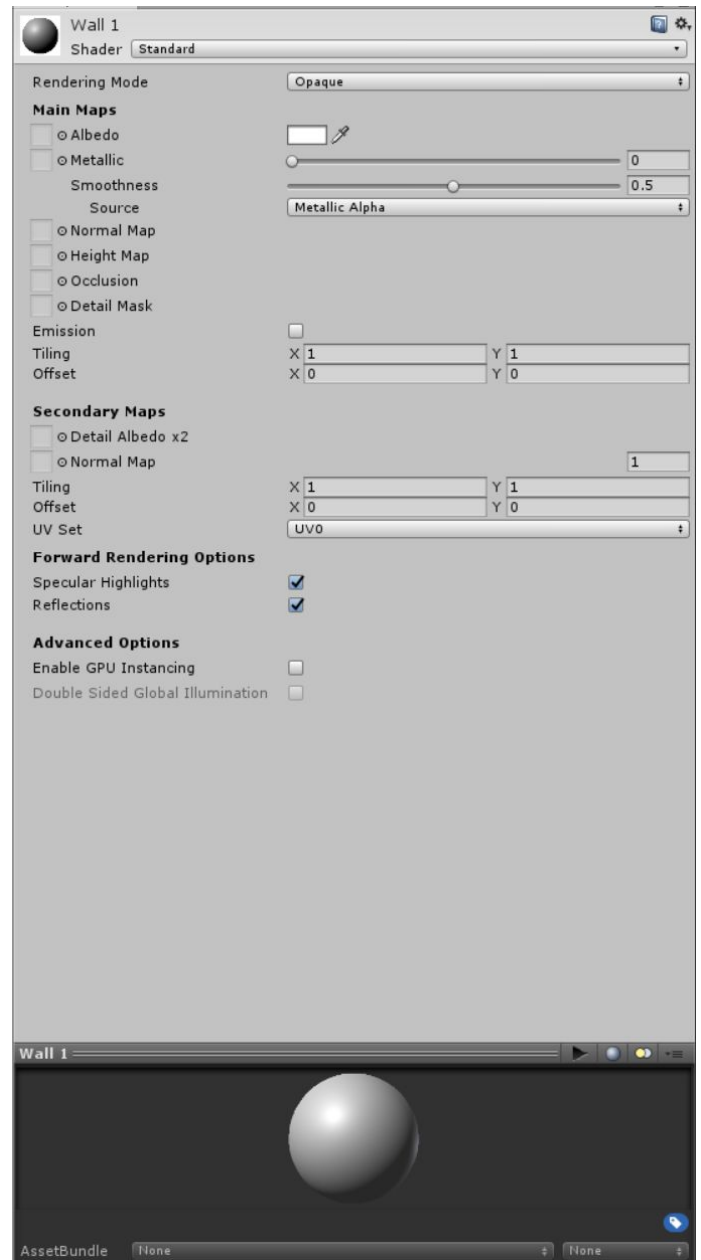 Wall 1
Shader Standard
Rendering Mode Opaque
Main Maps
Albedo
Metallic 0
Smoothness 0.5
Source Metallic Alpha
Normal Map
Height Map
Occlusion
Detail Mask
Emission
Tiling X 1 Y 1
Offset X 0 Y 0
Secondary Maps
Detail Albedo x2
Normal Map 1
Tiling X 1 Y 1
Offset X 0 Y 0
UV Set UV0
Forward Rendering Options
Specular Highlights
Reflections
Advanced Options
Enable GPU Instancing
Double Sided Global Illumination
Wall 1
AssetBundle None None